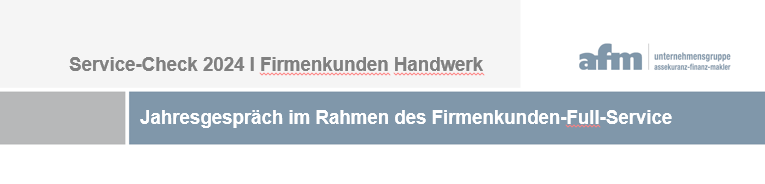 Service-Check 2024 I Firmenkunden Handwerk
afm unternehmensgruppe
assekuranz-finanz-makler
Jahresgespräch im Rahmen des Firmenkunden-Full-Service